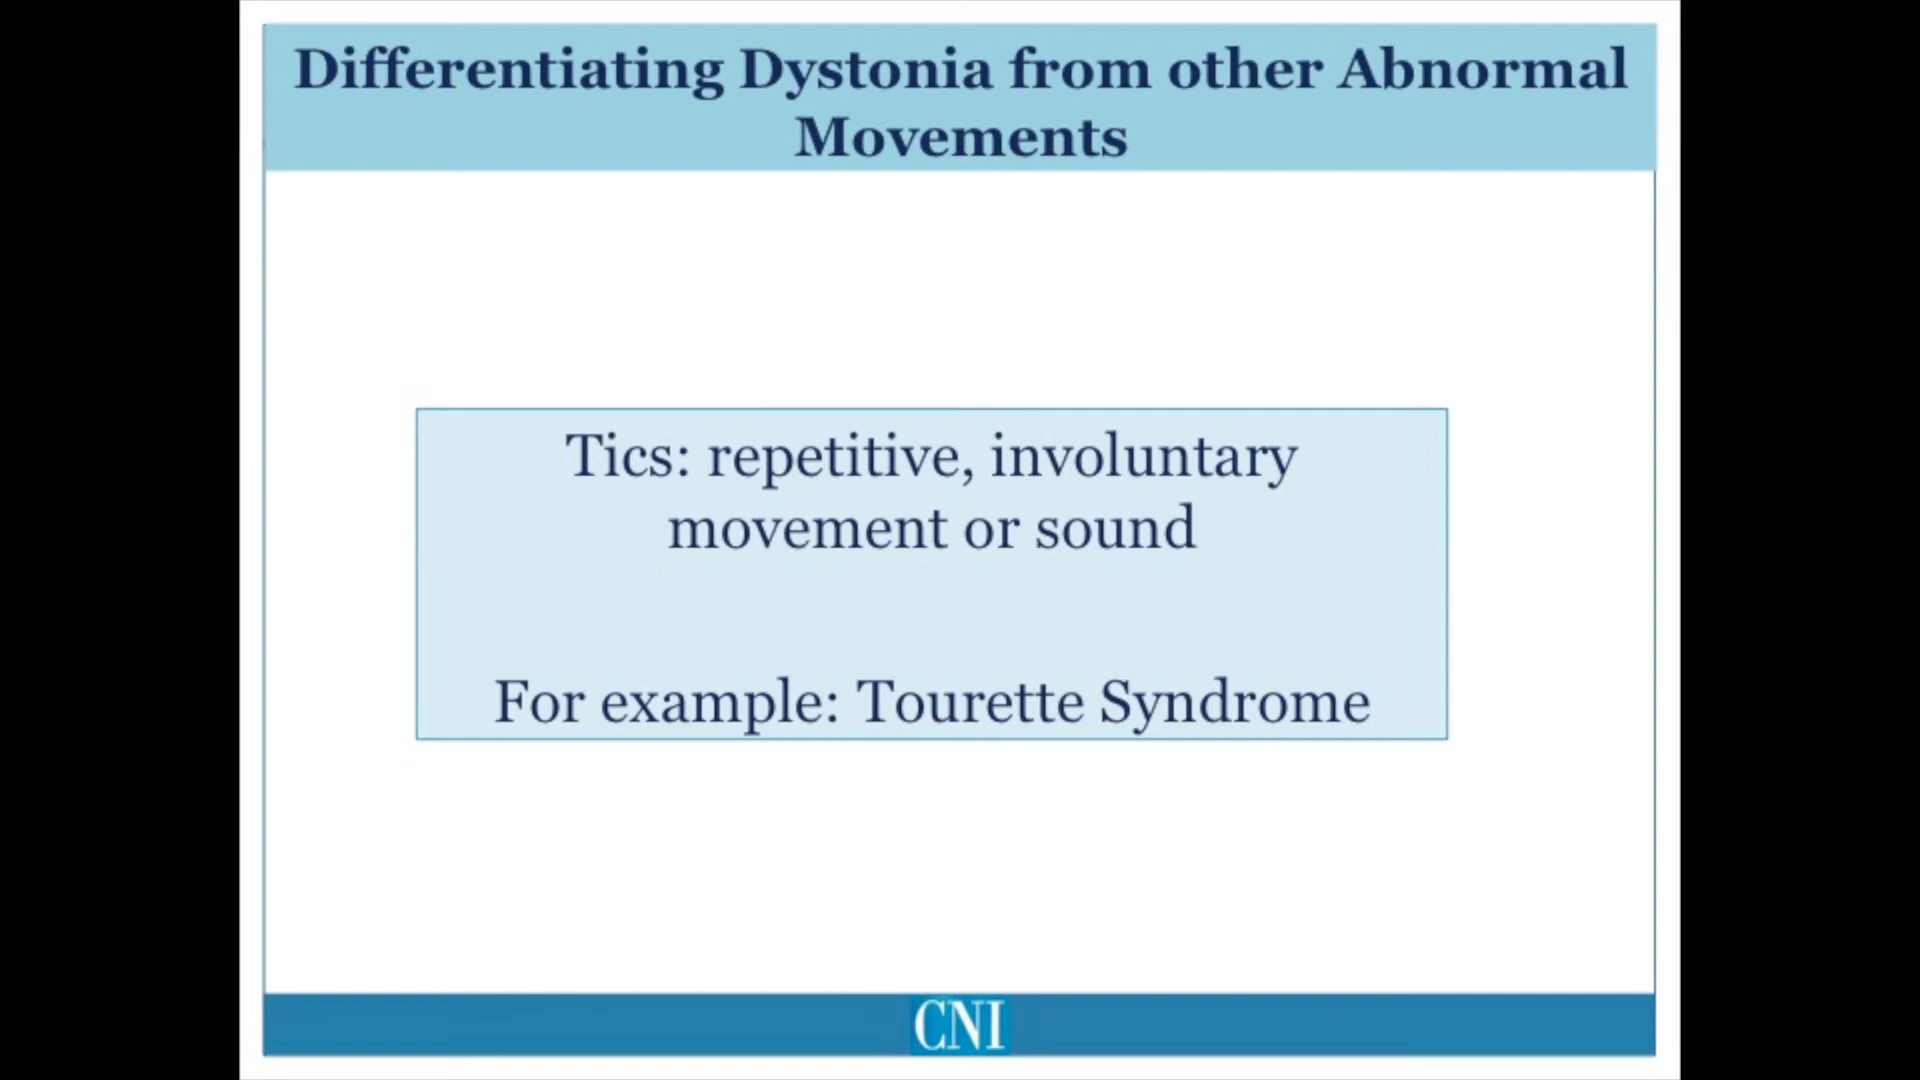 Differentiating Dystonia from other Abnormal
Movements
Tics: repetitive, involuntary
movement or sound
For example: Tourette Syndrome
CNI